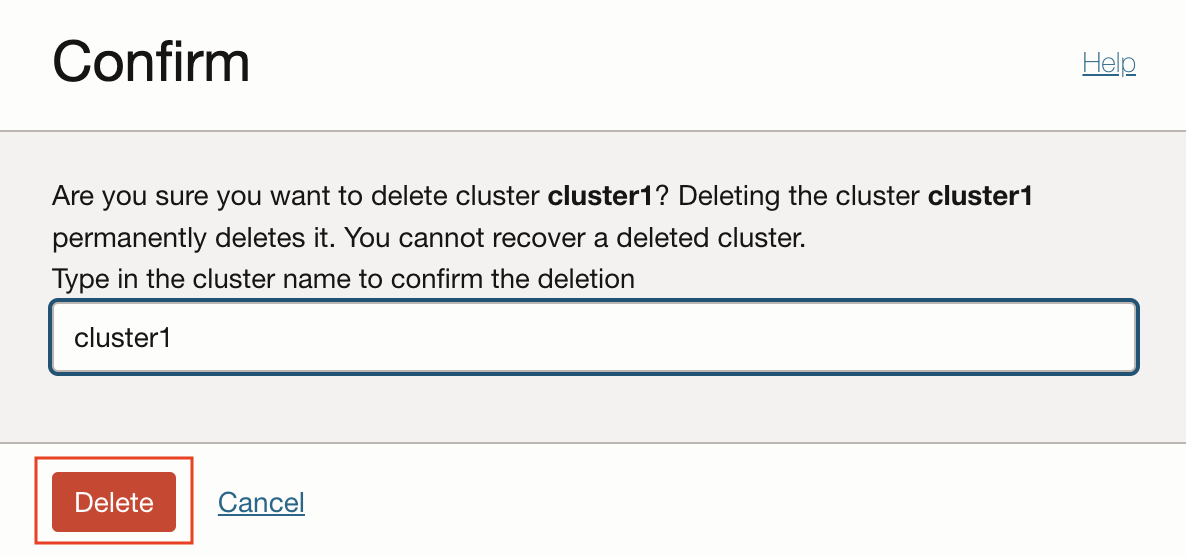 Confirm
Help
Are you sure you want to delete cluster cluster1? Deleting the cluster cluster1
permanently deletes it. You cannot recover a deleted cluster.
Type in the cluster name to confirm the deletion
cluster1
Delete
Cancel